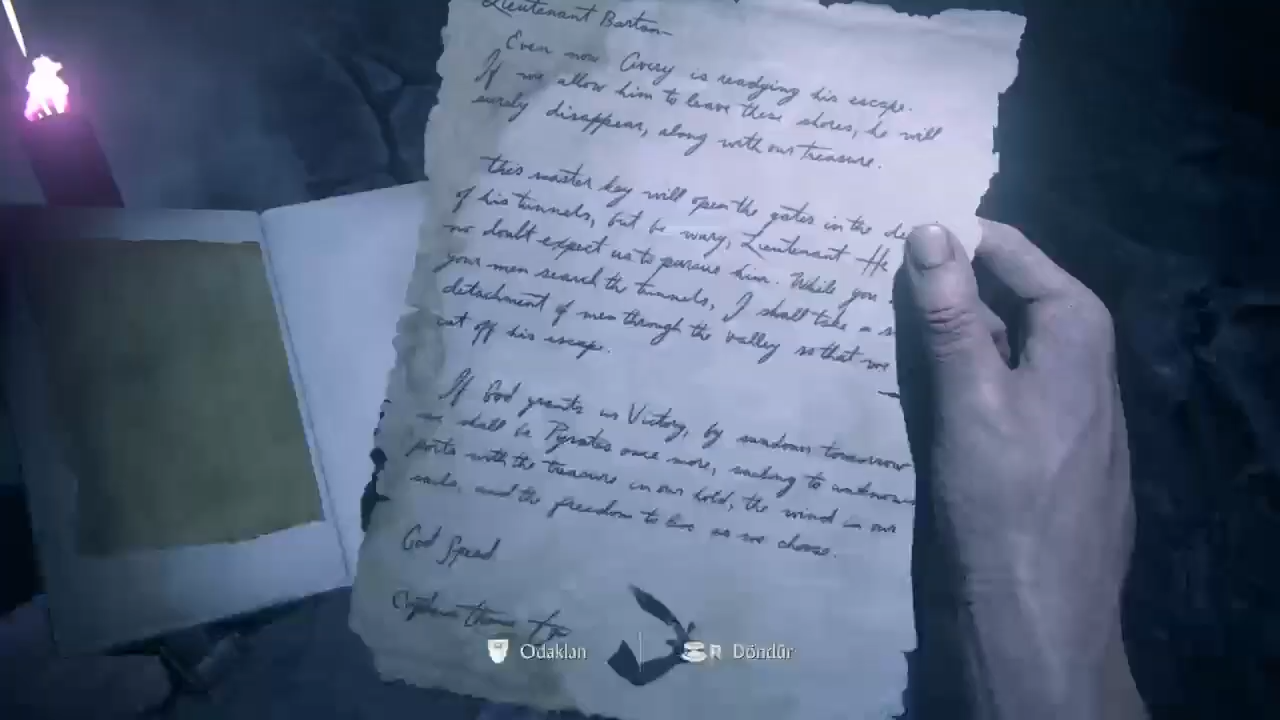 Lieutenant Barton—
Even now Avery is readying his escape.
If we allow him to leave these shores, he will
surely disappear, along with our treasure.
This master key will open the gates in the de
of his tunnels, but be wary, Lieutenant. He
no doubt expect us to pursue him. While you
your men search the tunnels, I shall take a s
detachment of men through the valley so that we
cut off his escape.
If God grants us Victory, by sundown tomorrow
we shall be Pyrates once more, sailing to unknown
ports with the treasure in our hold, the wind in our
sails, and the freedom to live as we choose.
God Speed
Captain Thomas
Odaklan
R Döndür